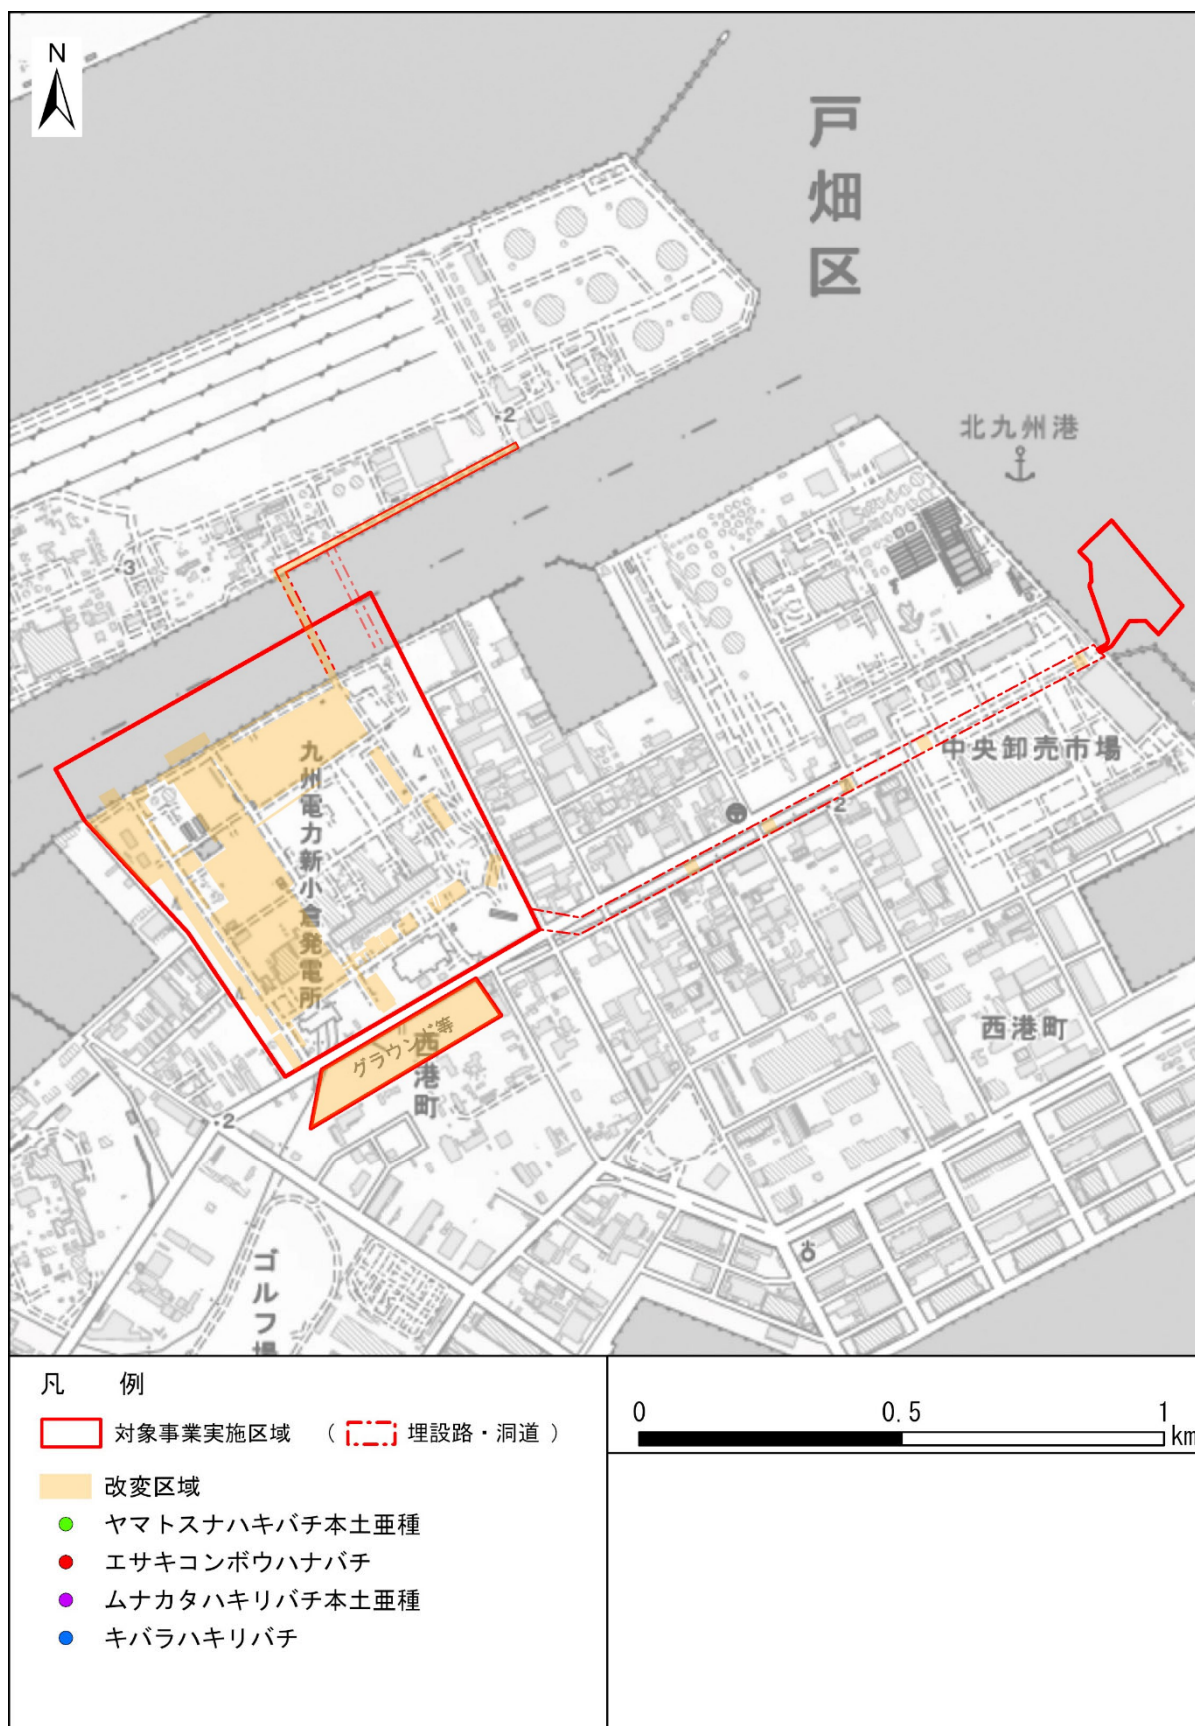 N
戸畑区
北九州港
2
3
九州電力新小倉発電所
中央卸売市場
2
グラウンド等
西港町
西港町
2
ゴルフ場
凡 例
対象事業実施区域 （ 埋設路・洞道 ）
改変区域
ヤマトスナハキバチ本土亜種
エサキコンボウハナバチ
ムナカタハキリバチ本土亜種
キバラハキリバチ
0 0.5 1
km